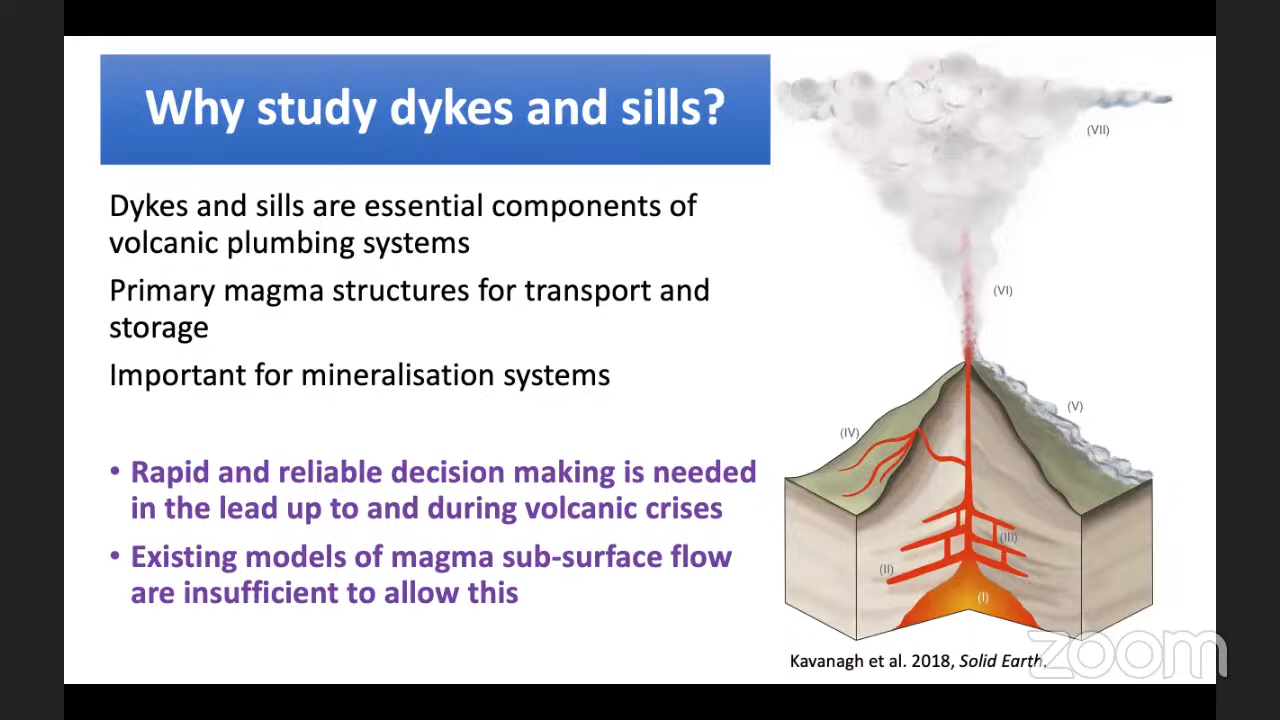 Why study dykes and sills?
Dykes and sills are essential components of
volcanic plumbing systems
Primary magma structures for transport and
storage
Important for mineralisation systems
• Rapid and reliable decision making is needed
in the lead up to and during volcanic crises
• Existing models of magma sub-surface flow
are insufficient to allow this
(VII)
(VI)
(V)
(IV)
(III)
(II)
(I)
Kavanagh et al. 2018, Solid Earth.
zoom